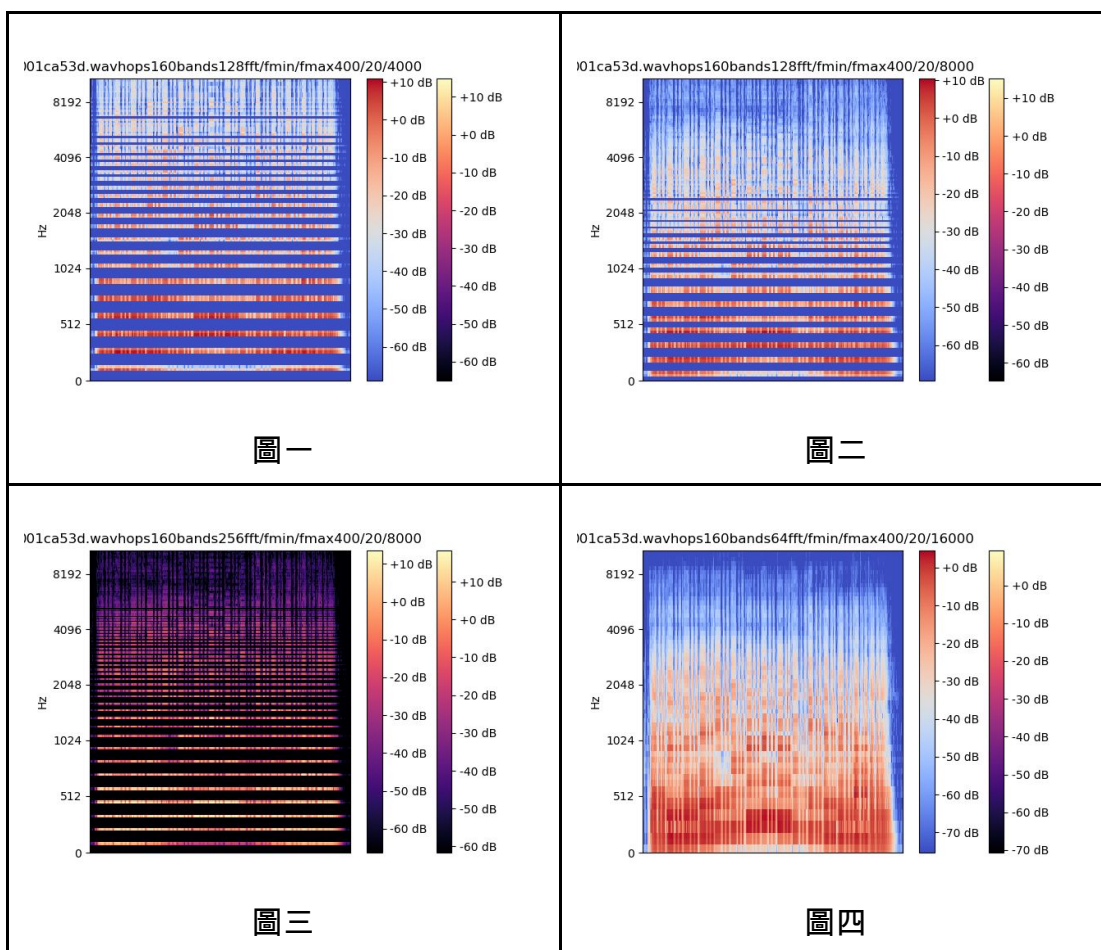 001ca53d.wavhops160bands128fft/fmin/fmax400/20/4000
8192
4096
2048
1024
512
0
Hz
+10 dB
+0 dB
-10 dB
-20 dB
-30 dB
-40 dB
-50 dB
-60 dB
+10 dB
+0 dB
-10 dB
-20 dB
-30 dB
-40 dB
-50 dB
-60 dB
圖一
001ca53d.wavhops160bands128fft/fmin/fmax400/20/8000
8192
4096
2048
1024
512
0
Hz
+10 dB
+0 dB
-10 dB
-20 dB
-30 dB
-40 dB
-50 dB
-60 dB
+10 dB
+0 dB
-10 dB
-20 dB
-30 dB
-40 dB
-50 dB
-60 dB
圖二
001ca53d.wavhops160bands256fft/fmin/fmax400/20/8000
8192
4096
2048
1024
512
0
Hz
+10 dB
+0 dB
-10 dB
-20 dB
-30 dB
-40 dB
-50 dB
-60 dB
+10 dB
+0 dB
-10 dB
-20 dB
-30 dB
-40 dB
-50 dB
-60 dB
圖三
001ca53d.wavhops160bands64fft/fmin/fmax400/20/16000
8192
4096
2048
1024
512
0
Hz
+0 dB
-10 dB
-20 dB
-30 dB
-40 dB
-50 dB
-60 dB
-70 dB
+0 dB
-10 dB
-20 dB
-30 dB
-40 dB
-50 dB
-60 dB
-70 dB
圖四